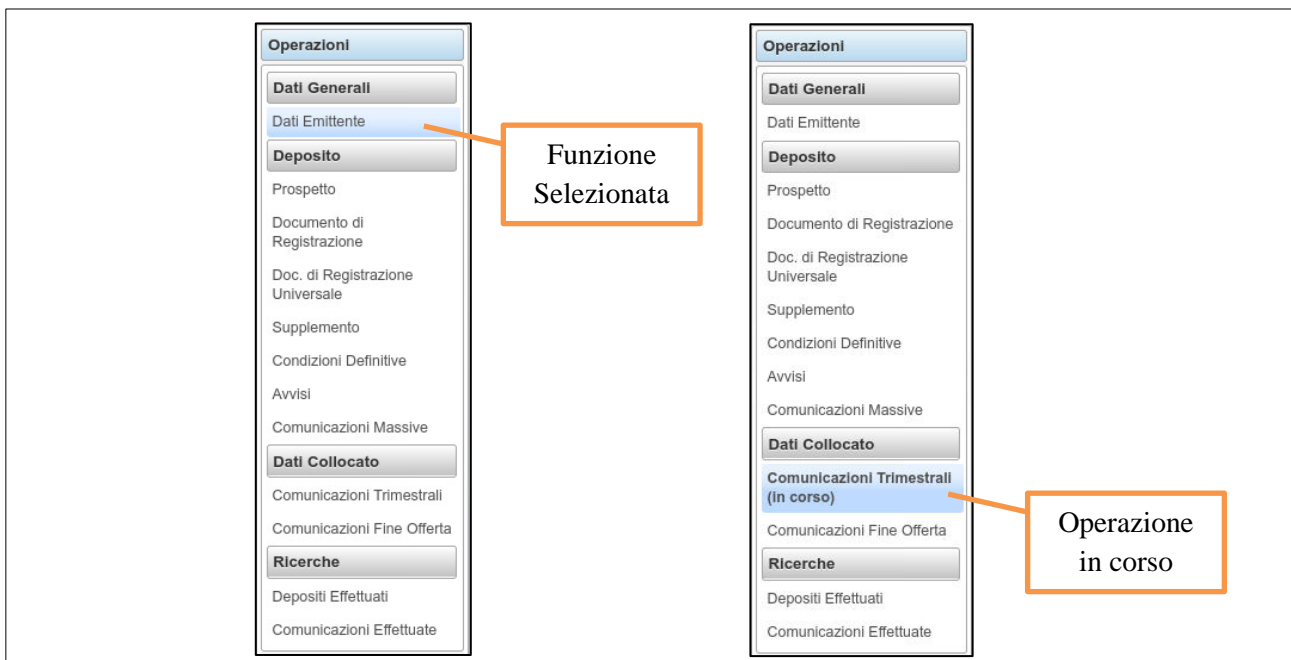 Operazioni
Dati Generali
Dati Emittente
Deposito
Prospetto
Documento di
Registrazione
Doc. di Registrazione
Universale
Supplemento
Condizioni Definitive
Avvisi
Comunicazioni Massive
Dati Collocato
Comunicazioni Trimestrali
Comunicazioni Fine Offerta
Ricerche
Depositi Effettuati
Comunicazioni Effettuate
Funzione
Selezionata
Operazioni
Dati Generali
Dati Emittente
Deposito
Prospetto
Documento di Registrazione
Doc. di Registrazione
Universale
Supplemento
Condizioni Definitive
Avvisi
Comunicazioni Massive
Dati Collocato
Comunicazioni Trimestrali
(in corso)
Comunicazioni Fine Offerta
Ricerche
Depositi Effettuati
Comunicazioni Effettuate
Operazione
in corso